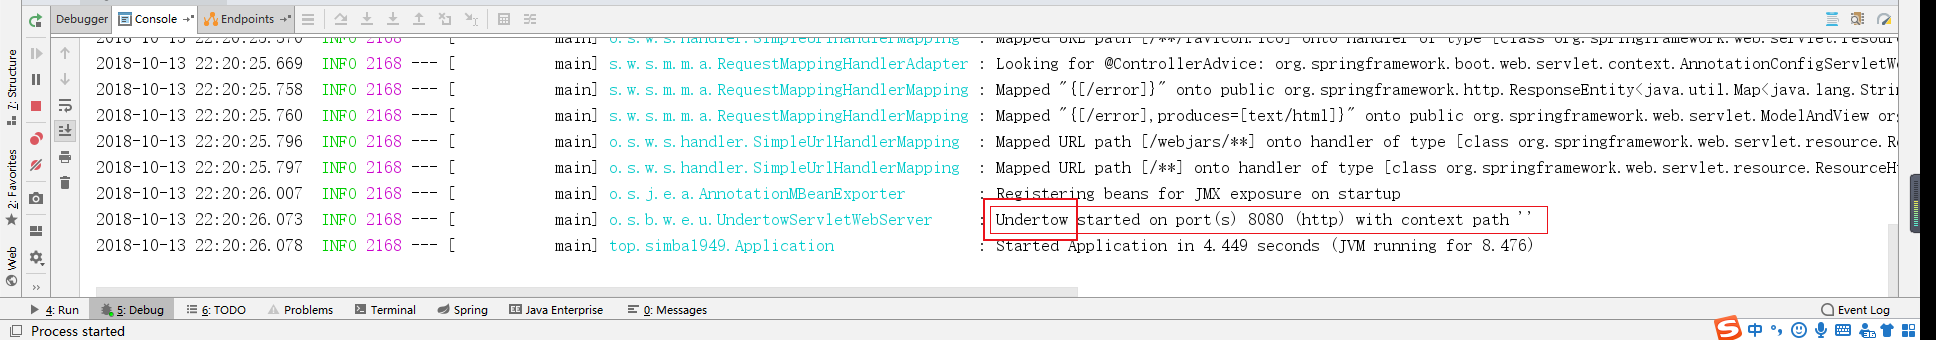 Debugger Console Endpoints
2018-10-13 22:20:25.570 INFO 2168 --- [ main] o.s.w.s.handler.SimpleUrlHandlerMapping : Mapped URL path [/**/favicon.ico] onto handler of type [class org.springframework.web.servlet.resour
2018-10-13 22:20:25.669 INFO 2168 --- [ main] s.w.s.m.m.a.RequestMappingHandlerAdapter : Looking for @ControllerAdvice: org.springframework.boot.web.servlet.context.AnnotationConfigServletWe
2018-10-13 22:20:25.758 INFO 2168 --- [ main] s.w.s.m.m.a.RequestMappingHandlerMapping : Mapped "{[/error]}" onto public org.springframework.http.ResponseEntity<java.util.Map<java.lang.Strin
2018-10-13 22:20:25.760 INFO 2168 --- [ main] s.w.s.m.m.a.RequestMappingHandlerMapping : Mapped "{[/error],produces=[text/html]}" onto public org.springframework.web.servlet.ModelAndView org
2018-10-13 22:20:25.796 INFO 2168 --- [ main] o.s.w.s.handler.SimpleUrlHandlerMapping : Mapped URL path [/webjars/**] onto handler of type [class org.springframework.web.servlet.resource.Re
2018-10-13 22:20:25.797 INFO 2168 --- [ main] o.s.w.s.handler.SimpleUrlHandlerMapping : Mapped URL path [/**] onto handler of type [class org.springframework.web.servlet.resource.ResourceHt
2018-10-13 22:20:26.007 INFO 2168 --- [ main] o.s.j.e.a.AnnotationMBeanExporter : Registering beans for JMX exposure on startup
2018-10-13 22:20:26.073 INFO 2168 --- [ main] o.s.b.w.e.u.UndertowServletWebServer : Undertow started on port(s) 8080 (http) with context path ''
2018-10-13 22:20:26.078 INFO 2168 --- [ main] top.simba1949.Application : Started Application in 4.449 seconds (JVM running for 8.476)
7: Structure
2: Favorites
Web
4: Run 5: Debug 6: TODO Problems Terminal Spring Java Enterprise 0: Messages Event Log
Process started
中